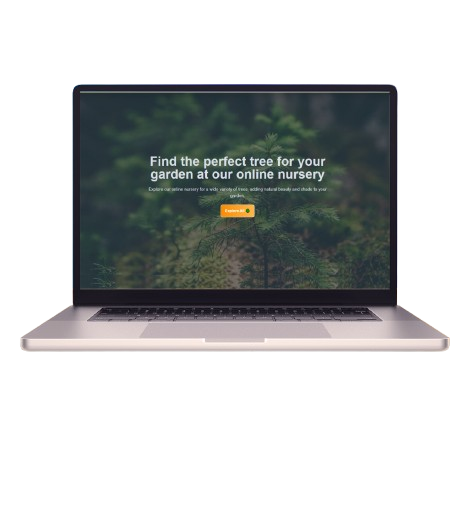 Find the perfect tree for your
garden at our online nursery
Explore our online nursery for a wide variety of trees, adding natural beauty and shade to your
garden.
Explore All